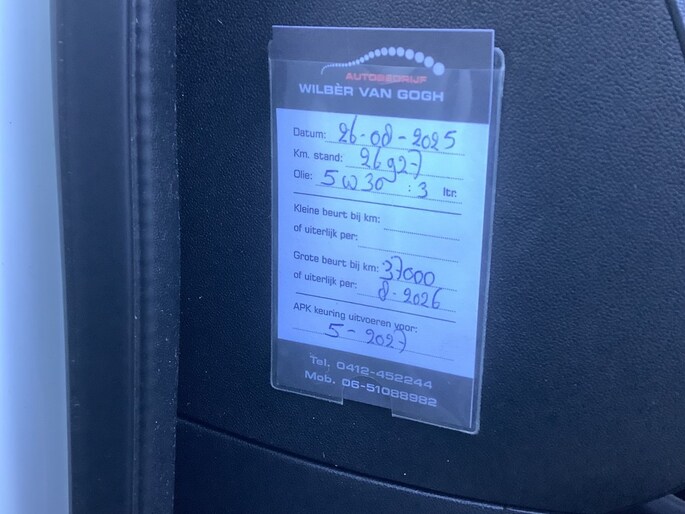 AUTOBEDRIJF
WILBÈR VAN GOGH
Datum: 26-08-2025
Km. stand: 26927
Olie: 5W30 : 3 ltr.
Kleine beurt bij km:
of uiterlijk per:
Grote beurt bij km: 37000
of uiterlijk per: 8-2026
APK keuring uitvoeren voor:
5-2027
Tel. 0412-452244
Mob. 06-51088982